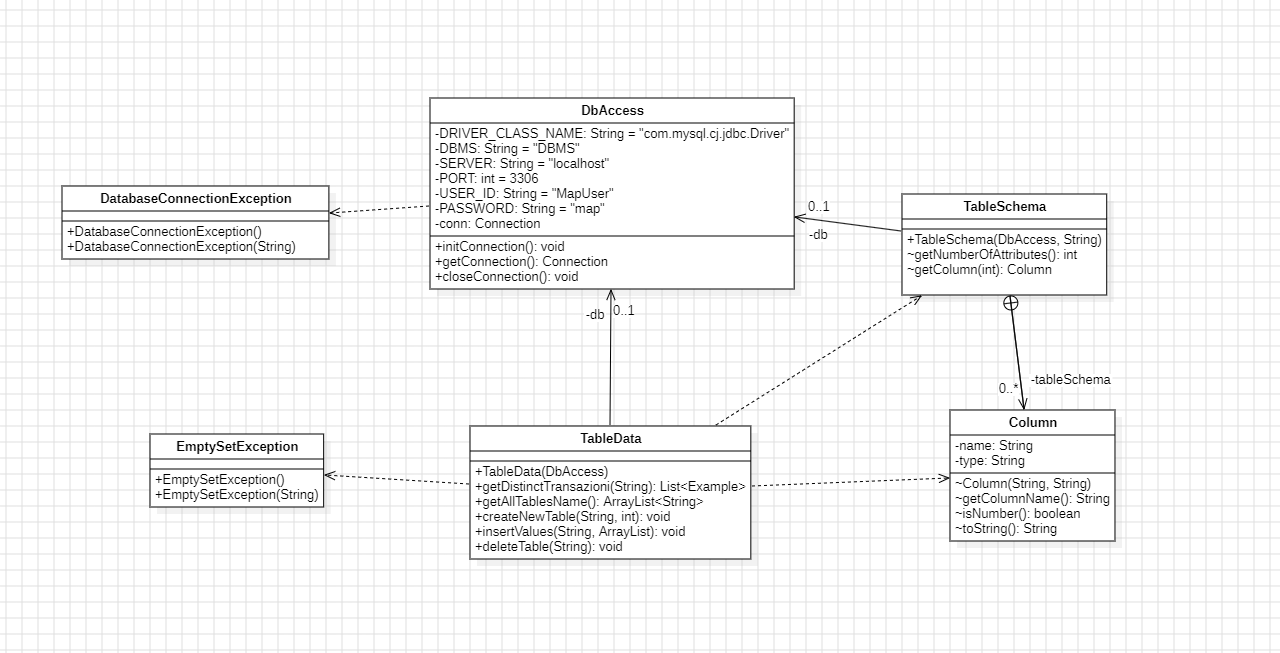 DbAccess
-DRIVER_CLASS_NAME: String = "com.mysql.cj.jdbc.Driver"
-DBMS: String = "DBMS"
-SERVER: String = "localhost"
-PORT: int = 3306
-USER_ID: String = "MapUser"
-PASSWORD: String = "map"
-conn: Connection
+initConnection(): void
+getConnection(): Connection
+closeConnection(): void
DatabaseConnectionException
+DatabaseConnectionException()
+DatabaseConnectionException(String)
TableSchema
+TableSchema(DbAccess, String)
~getNumberOfAttributes(): int
~getColumn(int): Column
0..1
-db
-db
0..1
-tableSchema
0..*
EmptySetException
+EmptySetException()
+EmptySetException(String)
TableData
+TableData(DbAccess)
+getDistinctTransazioni(String): List<Example>
+getAllTablesName(): ArrayList<String>
+createNewTable(String, int): void
+insertValues(String, ArrayList): void
+deleteTable(String): void
Column
-name: String
-type: String
~Column(String, String)
~getColumnName(): String
~isNumber(): boolean
~toString(): String